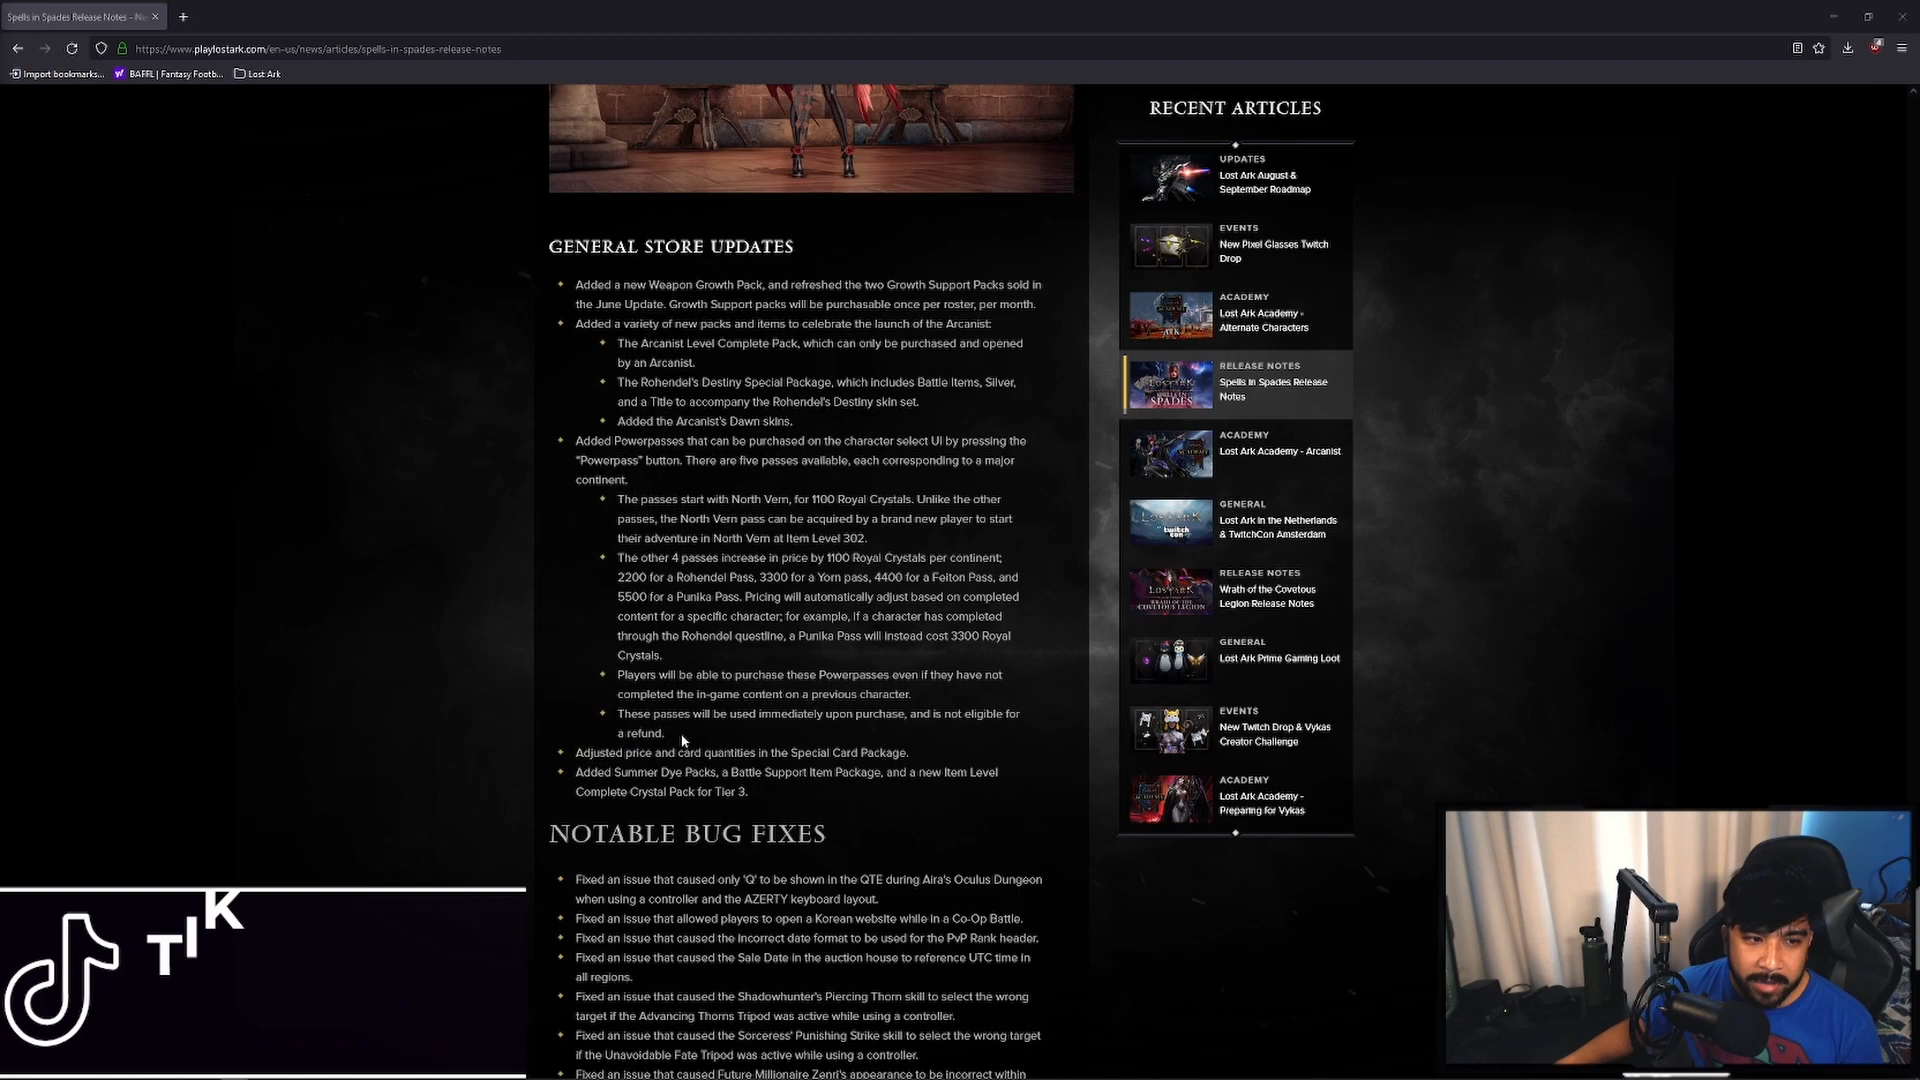 Spells in Spades Release Notes - Ne
https://www.playlostark.com/en-us/news/articles/spells-in-spades-release-notes
Import bookmarks...
BAFFL | Fantasy Footb...
Lost Ark
GENERAL STORE UPDATES
Added a new Weapon Growth Pack, and refreshed the two Growth Support Packs sold in
the June Update. Growth Support packs will be purchasable once per roster, per month.
Added a variety of new packs and items to celebrate the launch of the Arcanist:
The Arcanist Level Complete Pack, which can only be purchased and opened
by an Arcanist.
The Rohendel's Destiny Special Package, which includes Battle Items, Silver,
and a Title to accompany the Rohendel's Destiny skin set.
Added the Arcanist's Dawn skins.
Added Powerpasses that can be purchased on the character select UI by pressing the
“Powerpass” button. There are five passes available, each corresponding to a major
continent.
The passes start with North Vern, for 1100 Royal Crystals. Unlike the other
passes, the North Vern pass can be acquired by a brand new player to start
their adventure in North Vern at Item Level 302.
The other 4 passes increase in price by 1100 Royal Crystals per continent;
2200 for a Rohendel Pass, 3300 for a Yorn pass, 4400 for a Feiton Pass, and
5500 for a Punika Pass. Pricing will automatically adjust based on completed
content for a specific character; for example, if a character has completed
through the Rohendel questline, a Punika Pass will instead cost 3300 Royal
Crystals.
Players will be able to purchase these Powerpasses even if they have not
completed the in-game content on a previous character.
These passes will be used immediately upon purchase, and is not eligible for
a refund.
Adjusted price and card quantities in the Special Card Package.
Added Summer Dye Packs, a Battle Support Item Package, and a new Item Level
Complete Crystal Pack for Tier 3.
NOTABLE BUG FIXES
Fixed an issue that caused only 'Q' to be shown in the QTE during Aira's Oculus Dungeon
when using a controller and the AZERTY keyboard layout.
Fixed an issue that allowed players to open a Korean website while in a Co-Op Battle.
Fixed an issue that caused the incorrect date format to be used for the PvP Rank header.
Fixed an issue that caused the Sale Date in the auction house to reference UTC time in
all regions.
Fixed an issue that caused the Shadowhunter's Piercing Thorn skill to select the wrong
target if the Advancing Thorns Tripod was active while using a controller.
Fixed an issue that caused the Sorceress' Punishing Strike skill to select the wrong target
if the Unavoidable Fate Tripod was active while using a controller.
Fixed an issue that caused Future Millionaire Zenri's appearance to be incorrect within
RECENT ARTICLES
UPDATES
Lost Ark August &
September Roadmap
EVENTS
New Pixel Glasses Twitch
Drop
ACADEMY
Lost Ark Academy -
Alternate Characters
RELEASE NOTES
Spells in Spades Release
Notes
ACADEMY
Lost Ark Academy - Arcanist
GENERAL
Lost Ark in the Netherlands
& TwitchCon Amsterdam
RELEASE NOTES
Wrath of the Covetous
Legion Release Notes
GENERAL
Lost Ark Prime Gaming Loot
EVENTS
New Twitch Drop & Vykas
Creator Challenge
ACADEMY
Lost Ark Academy -
Preparing for Vykas
TIK